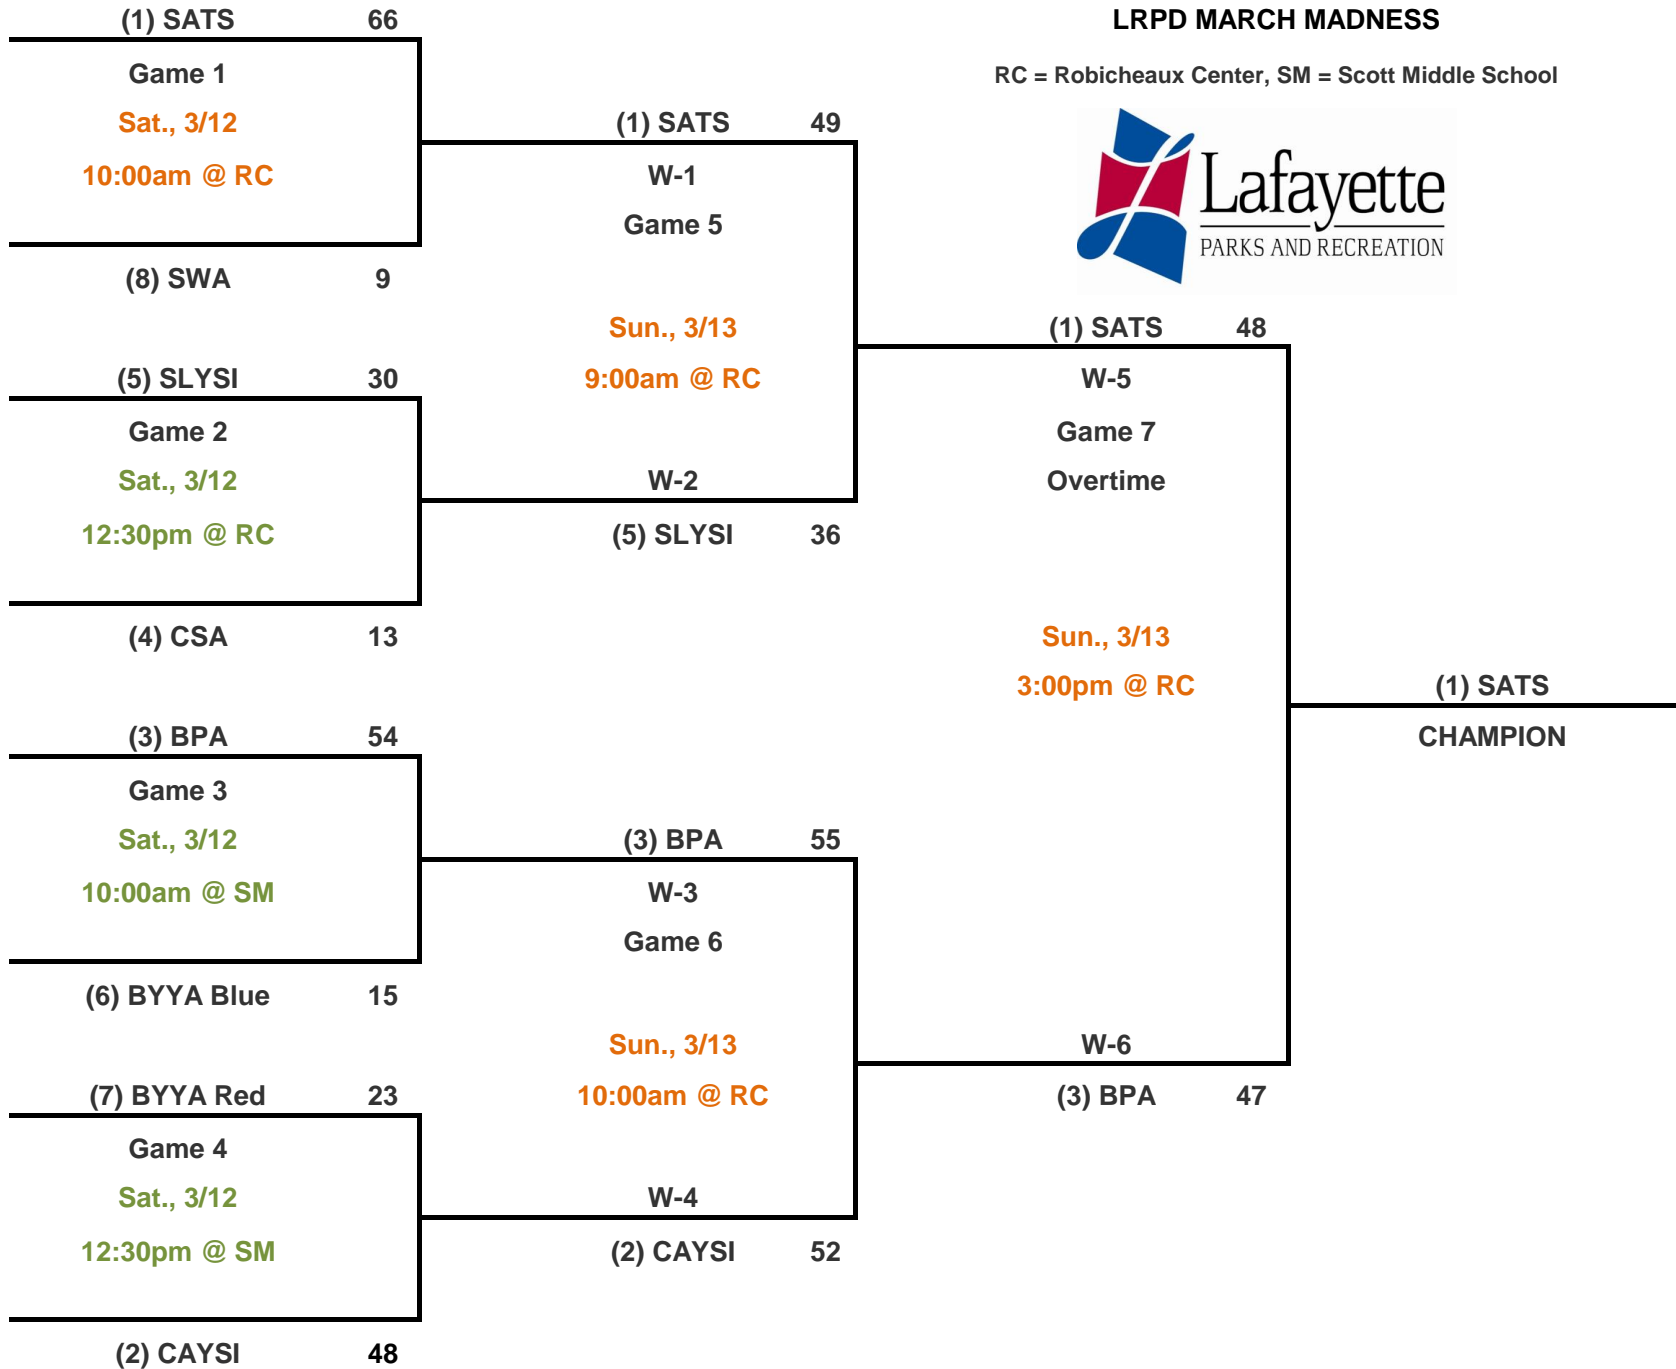 LRPD MARCH MADNESS
RC = Robicheaux Center, SM = Scott Middle School
Lafayette
PARKS AND RECREATION
(1) SATS 66
Game 1
Sat., 3/12
10:00am @ RC
(8) SWA 9
(5) SLYSI 30
Game 2
Sat., 3/12
12:30pm @ RC
(4) CSA 13
(3) BPA 54
Game 3
Sat., 3/12
10:00am @ SM
(6) BYYA Blue 15
(7) BYYA Red 23
Game 4
Sat., 3/12
12:30pm @ SM
(2) CAYSI 48
(1) SATS 49
W-1
Game 5
Sun., 3/13
9:00am @ RC
W-2
(5) SLYSI 36
(3) BPA 55
W-3
Game 6
Sun., 3/13
10:00am @ RC
W-4
(2) CAYSI 52
(1) SATS 48
W-5
Game 7
Overtime
Sun., 3/13
3:00pm @ RC
W-6
(3) BPA 47
(1) SATS
CHAMPION